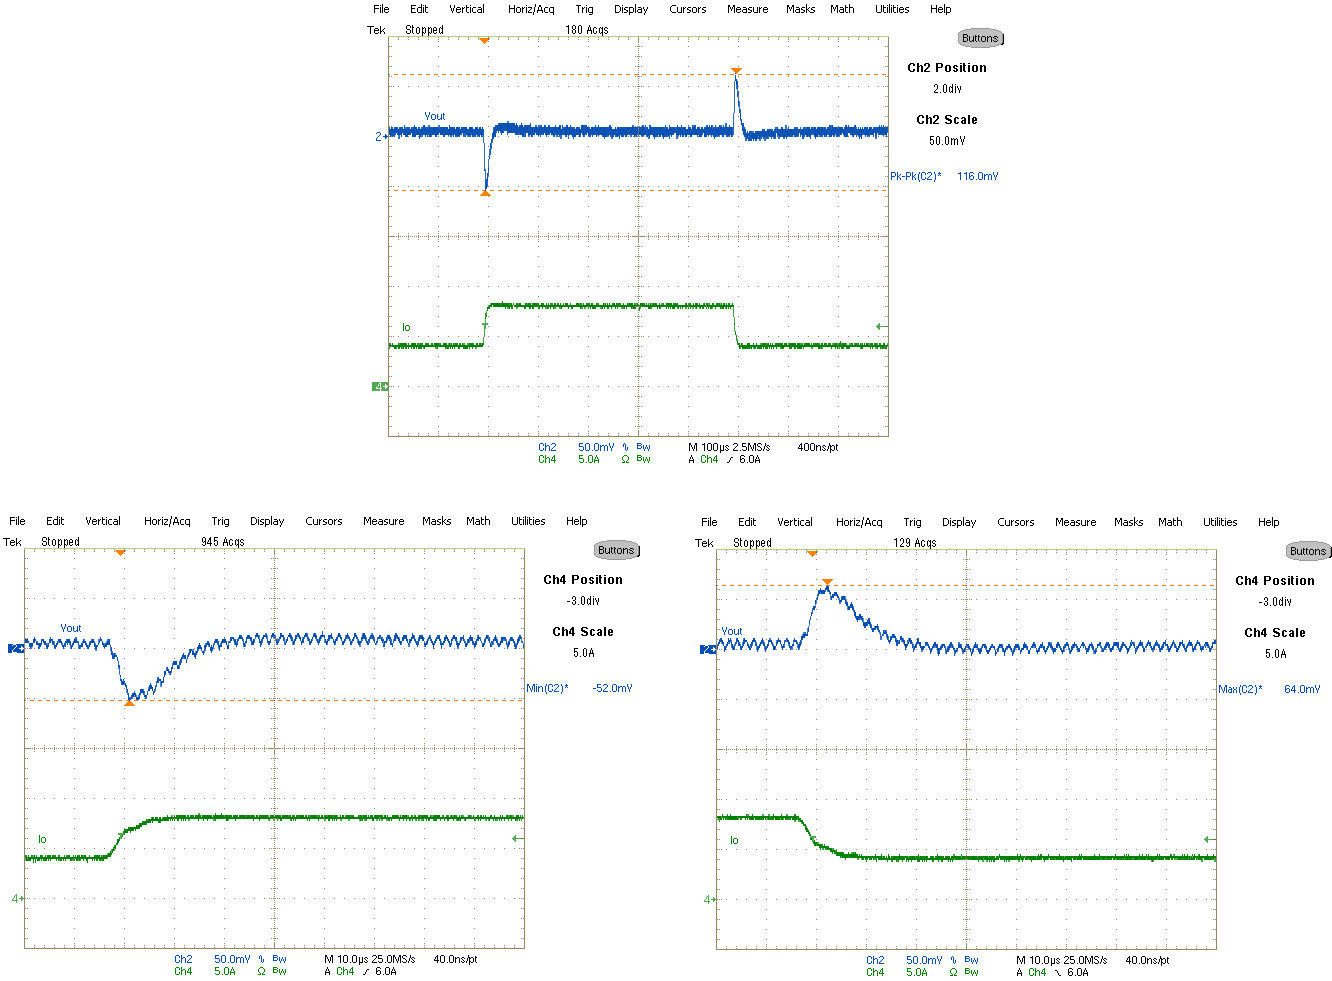 File Edit Vertical Horiz/Acq Trig Display Cursors Measure Masks Math Utilities Help
Tek Stopped 180 Acqs
Buttons
Ch2 Position
2.0div
Ch2 Scale
50.0mV
Pk-Pk(C2)* 116.0mV
Vout
2
Io
4
Ch2 50.0mV ∿ Bw M 100µs 2.5MS/s 400ns/pt
Ch4 5.0A Ω Bw A Ch4 ∫ 6.0A
File Edit Vertical Horiz/Acq Trig Display Cursors Measure Masks Math Utilities Help
Tek Stopped 945 Acqs
Buttons
Ch4 Position
-3.0div
Ch4 Scale
5.0A
Min(C2)* -52.0mV
Vout
2
Io
4
Ch2 50.0mV ∿ Bw M 10.0µs 25.0MS/s 40.0ns/pt
Ch4 5.0A Ω Bw A Ch4 ∫ 6.0A
File Edit Vertical Horiz/Acq Trig Display Cursors Measure Masks Math Utilities Help
Tek Stopped 129 Acqs
Buttons
Ch4 Position
-3.0div
Ch4 Scale
5.0A
Max(C2)* 64.0mV
Vout
2
Io
4
Ch2 50.0mV ∿ Bw M 10.0µs 25.0MS/s 40.0ns/pt
Ch4 5.0A Ω Bw A Ch4 \ 6.0A